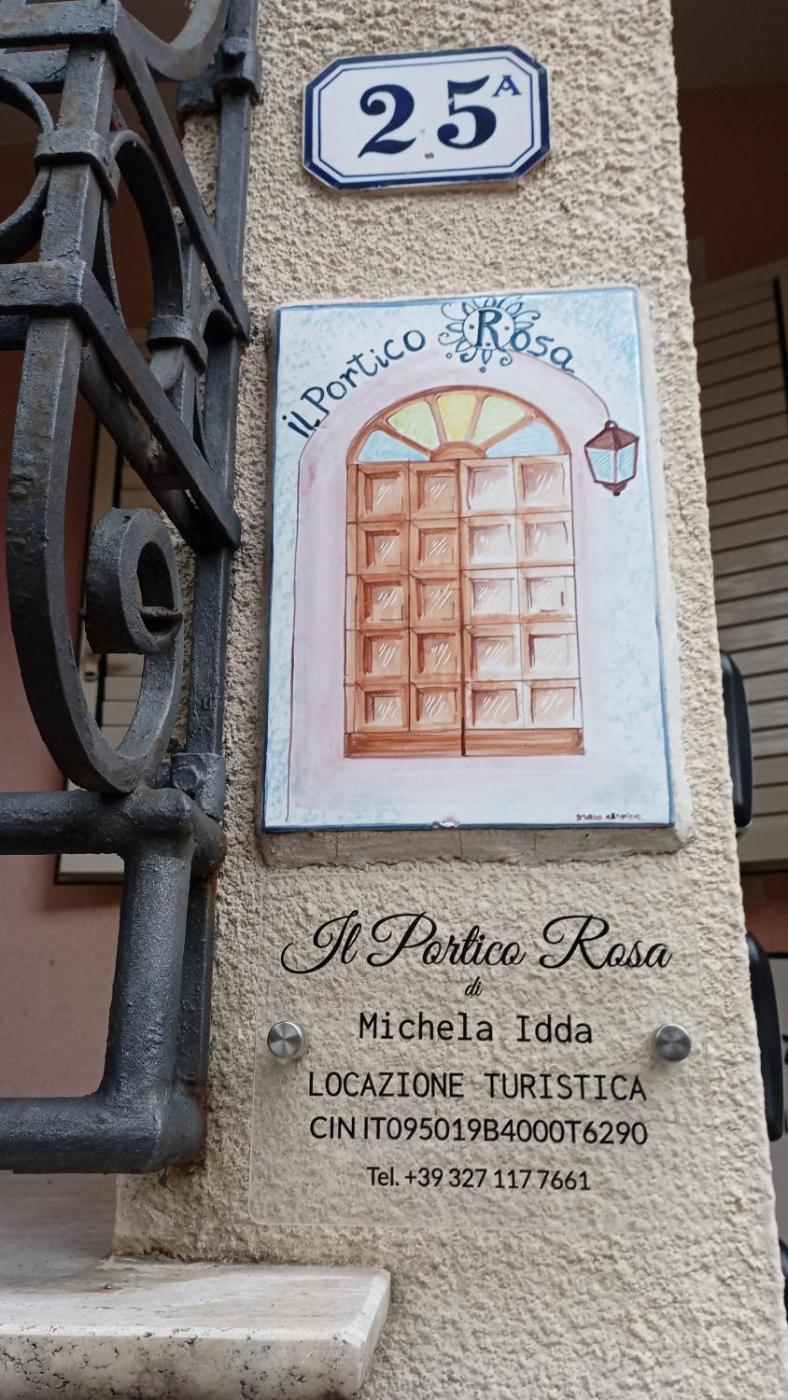 25A
il Portico Rosa
Il Portico Rosa
di
Michela Idda
LOCAZIONE TURISTICA
CIN IT095019B4000T6290
Tel. +39 327 117 7661